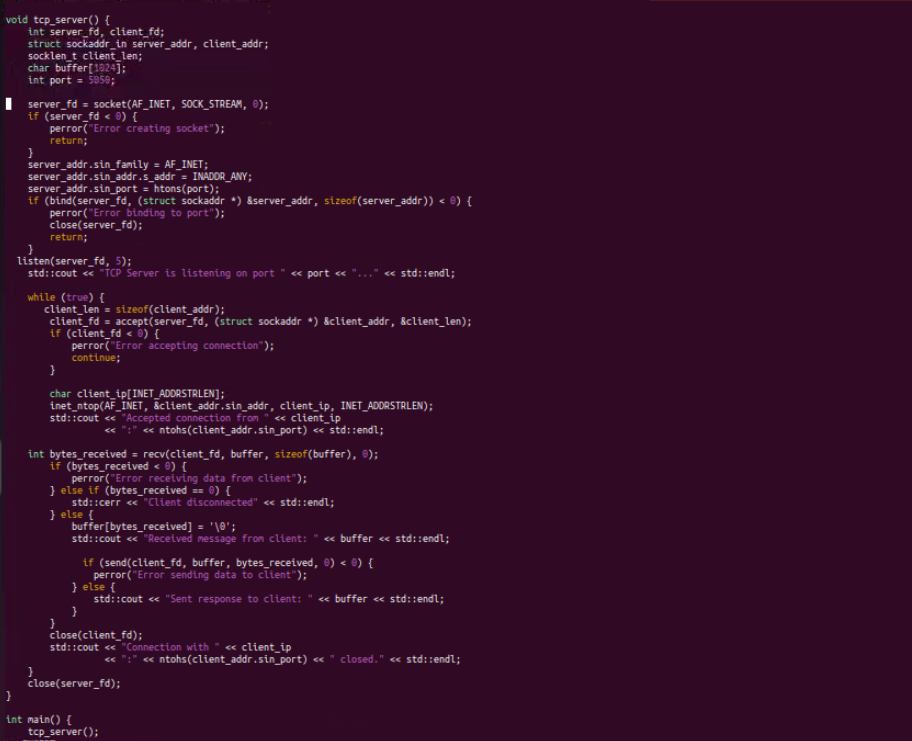 void tcp_server() {
    int server_fd, client_fd;
    struct sockaddr_in server_addr, client_addr;
    socklen_t client_len;
    char buffer[1024];
    int port = 5050;

    server_fd = socket(AF_INET, SOCK_STREAM, 0);
    if (server_fd < 0) {
        perror("Error creating socket");
        return;
    }
    server_addr.sin_family = AF_INET;
    server_addr.sin_addr.s_addr = INADDR_ANY;
    server_addr.sin_port = htons(port);
    if (bind(server_fd, (struct sockaddr *) &server_addr, sizeof(server_addr)) < 0) {
        perror("Error binding to port");
        close(server_fd);
        return;
    }
  listen(server_fd, 5);
    std::cout << "TCP Server is listening on port " << port << "..." << std::endl;

    while (true) {
       client_len = sizeof(client_addr);
        client_fd = accept(server_fd, (struct sockaddr *) &client_addr, &client_len);
        if (client_fd < 0) {
            perror("Error accepting connection");
            continue;
        }

        char client_ip[INET_ADDRSTRLEN];
        inet_ntop(AF_INET, &client_addr.sin_addr, client_ip, INET_ADDRSTRLEN);
        std::cout << "Accepted connection from " << client_ip
                  << ":" << ntohs(client_addr.sin_port) << std::endl;

    int bytes_received = recv(client_fd, buffer, sizeof(buffer), 0);
        if (bytes_received < 0) {
            perror("Error receiving data from client");
        } else if (bytes_received == 0) {
            std::cerr << "Client disconnected" << std::endl;
        } else {
            buffer[bytes_received] = '\0';
            std::cout << "Received message from client: " << buffer << std::endl;

              if (send(client_fd, buffer, bytes_received, 0) < 0) {
                perror("Error sending data to client");
            } else {
                std::cout << "Sent response to client: " << buffer << std::endl;
            }
        }
        close(client_fd);
        std::cout << "Connection with " << client_ip
                  << ":" << ntohs(client_addr.sin_port) << " closed." << std::endl;
    }
    close(server_fd);
}

int main() {
    tcp_server();